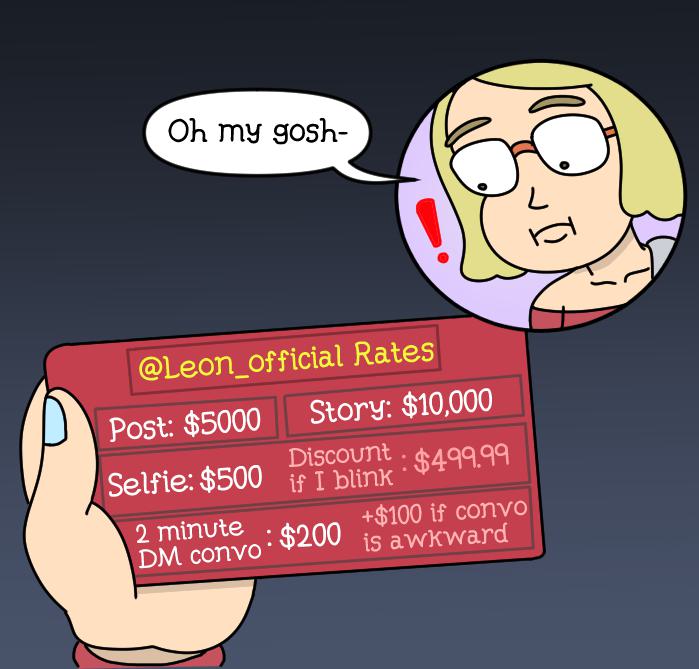 Oh my gosh-
!
@Leon_official Rates
Post: $5000
Story: $10,000
Selfie: $500
Discount
if I blink : $499.99
2 minute
DM convo : $200
+$100 if convo
is awkward